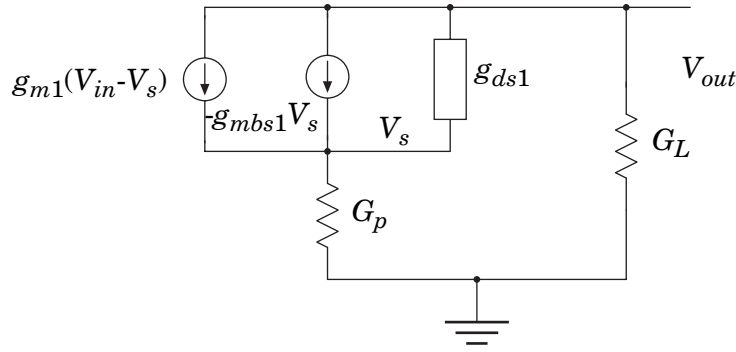 g_{m1}(V_{in}-V_s)
-g_{mbs1}V_s
V_s
g_{ds1}
V_{out}
G_L
G_p